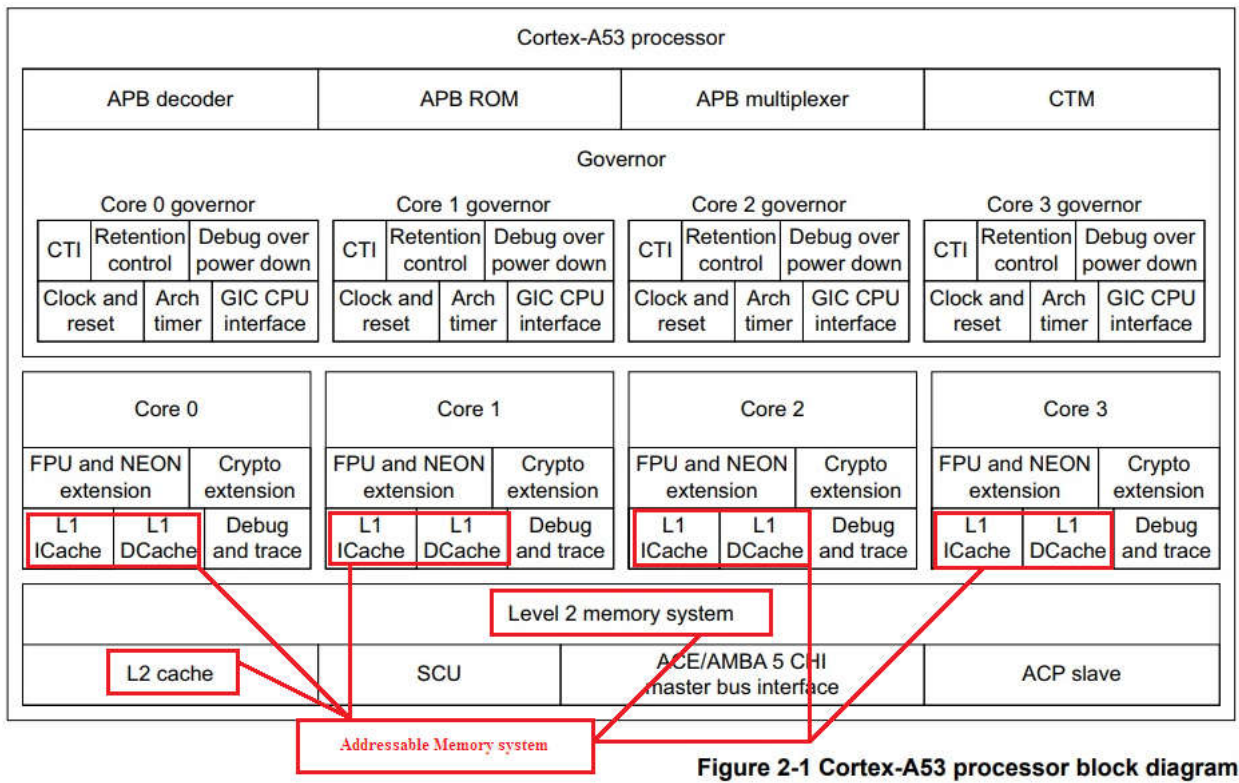 Cortex-A53 processor
APB decoder APB ROM APB multiplexer CTM
Governor
Core 0 governor Core 1 governor Core 2 governor Core 3 governor
CTI Retention control Debug over power down CTI Retention control Debug over power down CTI Retention control Debug over power down CTI Retention control Debug over power down
Clock and reset Arch timer GIC CPU interface Clock and reset Arch timer GIC CPU interface Clock and reset Arch timer GIC CPU interface Clock and reset Arch timer GIC CPU interface
Core 0 Core 1 Core 2 Core 3
FPU and NEON extension Crypto extension FPU and NEON extension Crypto extension FPU and NEON extension Crypto extension FPU and NEON extension Crypto extension
L1 ICache L1 DCache Debug and trace L1 ICache L1 DCache Debug and trace L1 ICache L1 DCache Debug and trace L1 ICache L1 DCache Debug and trace
Level 2 memory system
L2 cache SCU ACE/AMBA 5 CHI master bus interface ACP slave
Addressable Memory system
Figure 2-1 Cortex-A53 processor block diagram